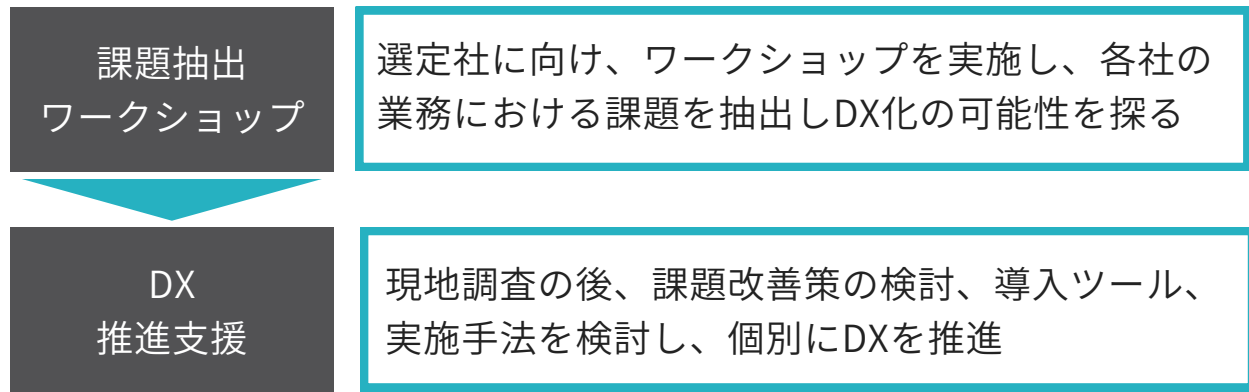 課題抽出
ワークショップ
選定社に向け、ワークショップを実施し、各社の
業務における課題を抽出しDX化の可能性を探る
DX
推進支援
現地調査の後、課題改善策の検討、導入ツール、
実施手法を検討し、個別にDXを推進